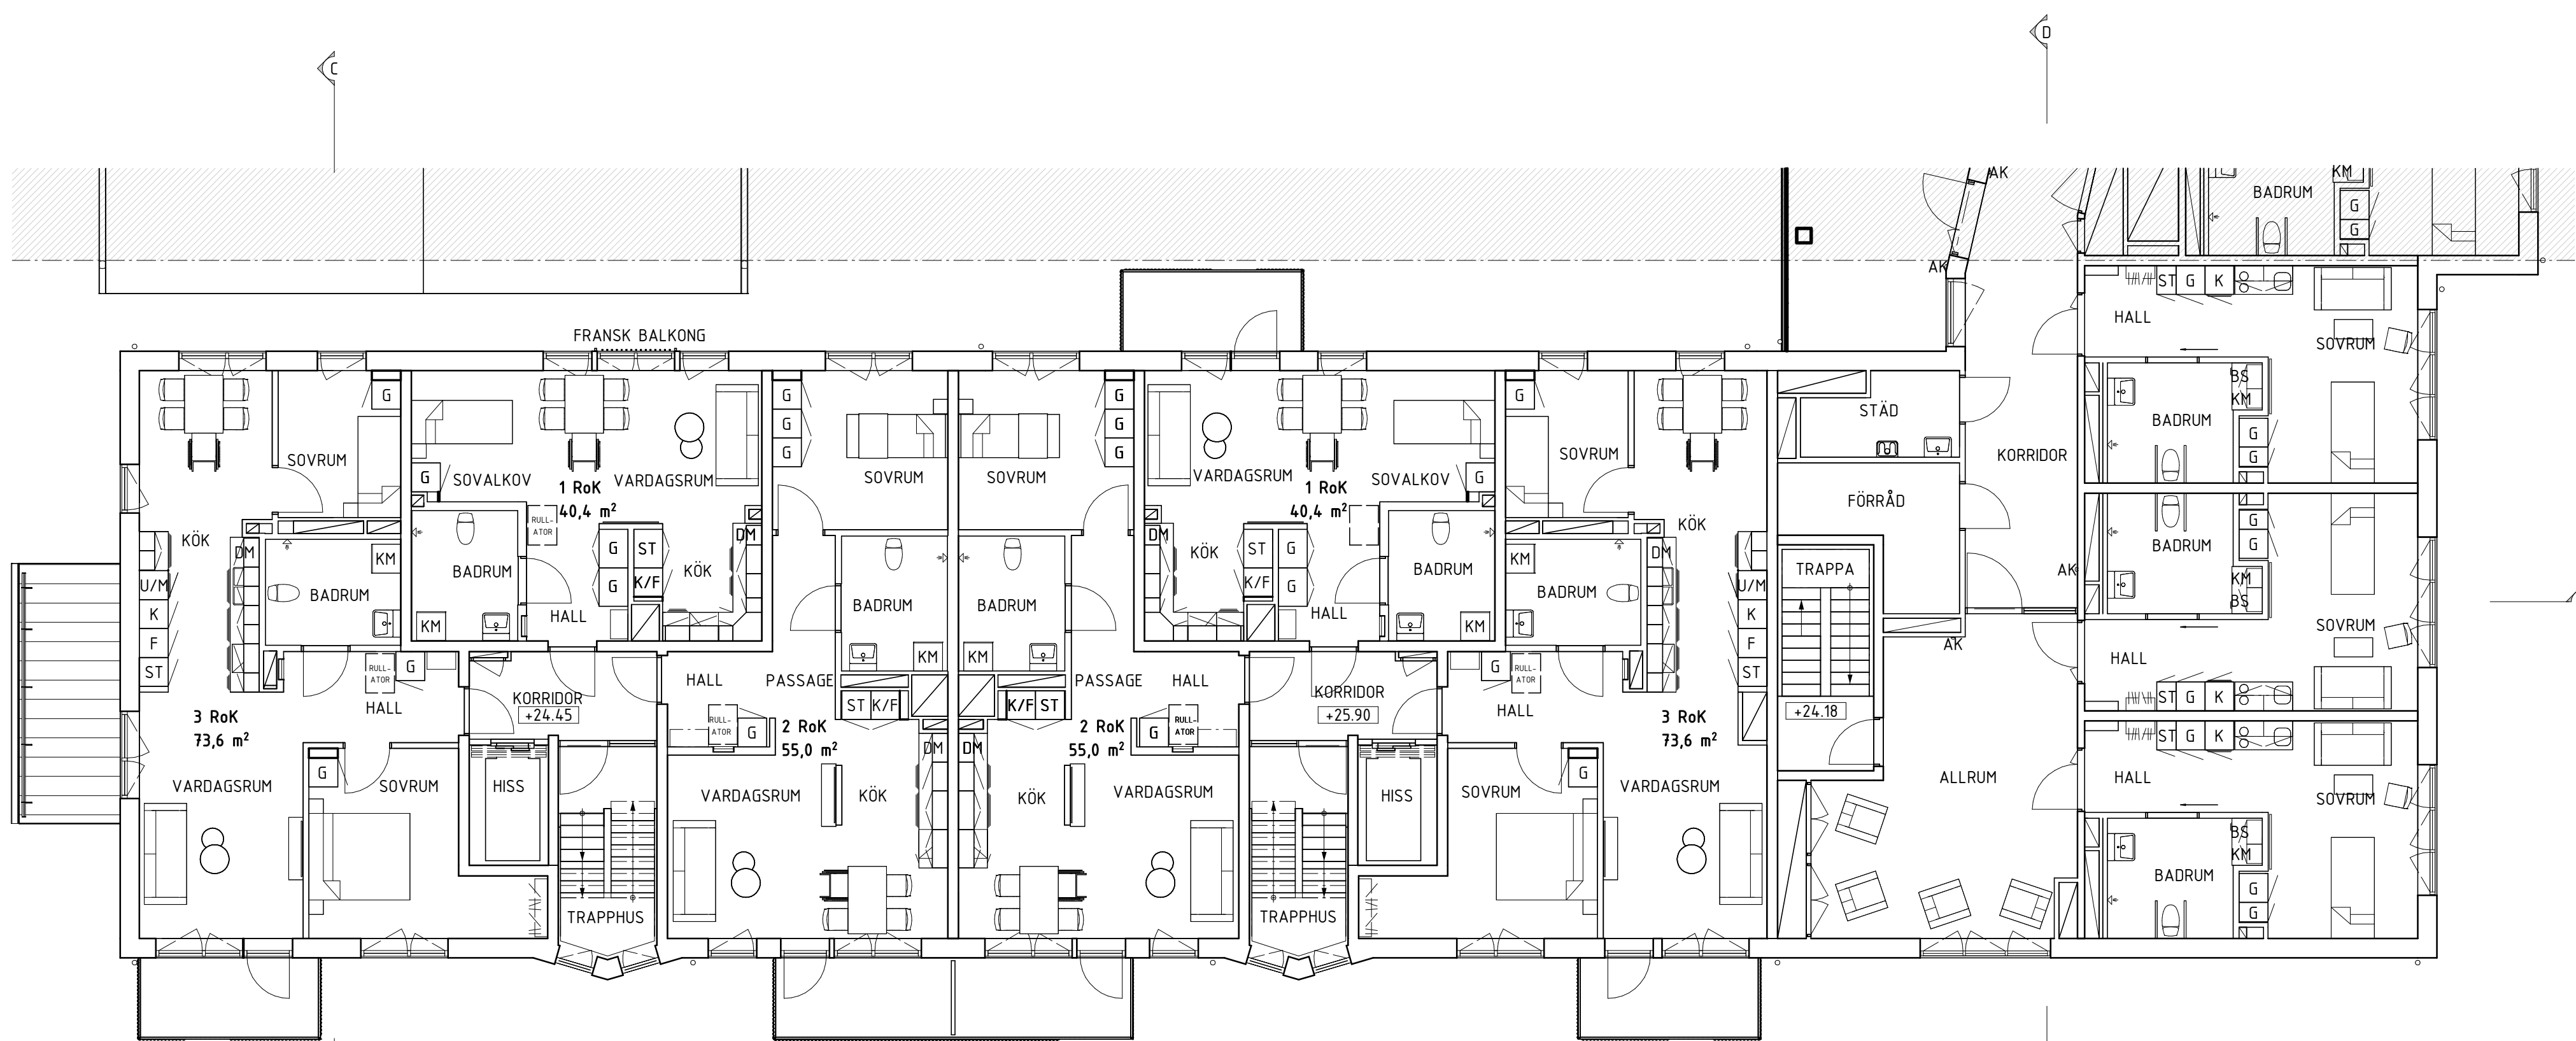 C
D
AK
KM
BADRUM
G
G
AK
ST G K
HALL
SOVRUM
FRANSK BALKONG
G
SOVRUM
G
SOVALKOV
1 RoK
40,4 m²
VARDAGSRUM
G
G
G
SOVRUM
SOVRUM
G
G
G
VARDAGSRUM
1 RoK
40,4 m²
SOVALKOV
G
G
SOVRUM
STÄD
KORRIDOR
FÖRRÅD
BS
KM
BADRUM
G
G
KÖK
DM
U/M
K
F
ST
KM
BADRUM
RULL-
ATOR
BADRUM
KM
G
G
ST
K/F
DM
KÖK
HALL
BADRUM
KM
BADRUM
KM
DM
KÖK
ST
K/F
G
G
HALL
BADRUM
KM
KM
BADRUM
DM
KÖK
U/M
K
F
ST
TRAPPA
AK
AK
BADRUM
G
G
KM
BS
SOVRUM
HALL
ST G K
RULL-
ATOR
G
HALL
3 RoK
73,6 m²
KORRIDOR
+24.45
HALL
PASSAGE
RULL-
ATOR
G
2 RoK
55,0 m²
ST K/F
DM
K/F ST
DM
PASSAGE
HALL
2 RoK
55,0 m²
G
RULL-
ATOR
KORRIDOR
+25.90
G
RULL-
ATOR
HALL
3 RoK
73,6 m²
+24.18
ST G K
HALL
SOVRUM
VARDAGSRUM
G
SOVRUM
HISS
TRAPPHUS
VARDAGSRUM
KÖK
KÖK
VARDAGSRUM
TRAPPHUS
HISS
SOVRUM
G
VARDAGSRUM
ALLRUM
BS
KM
BADRUM
G
G